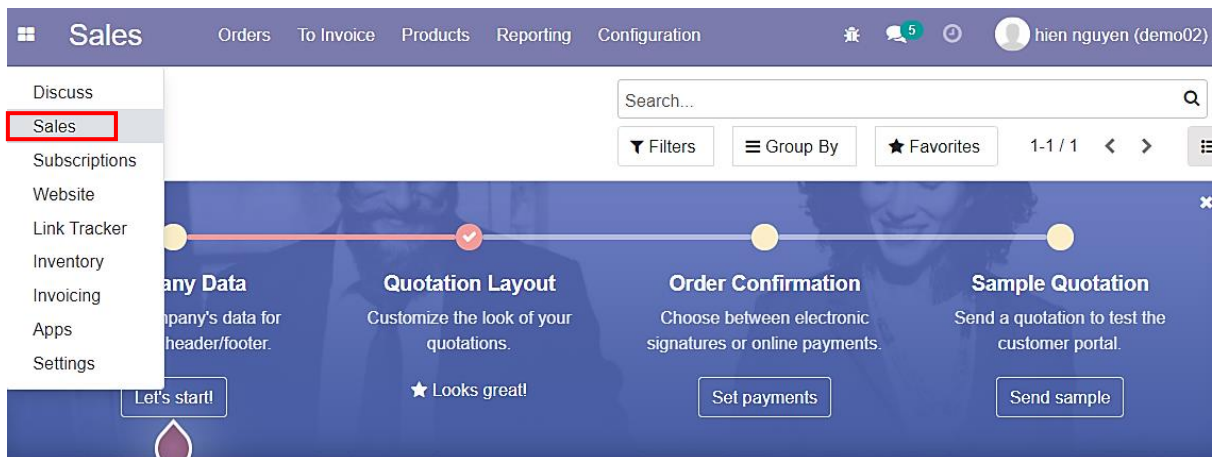 Sales Orders To Invoice Products Reporting Configuration 5 hien nguyen (demo02)
Discuss
Sales
Subscriptions
Website
Link Tracker
Inventory
Invoicing
Apps
Settings
Search...
Filters Group By Favorites 1-1 / 1
Data
data for
header/footer.
Let's start!
Quotation Layout
Customize the look of your
quotations.
Looks great!
Order Confirmation
Choose between electronic
signatures or online payments.
Set payments
Sample Quotation
Send a quotation to test the
customer portal.
Send sample